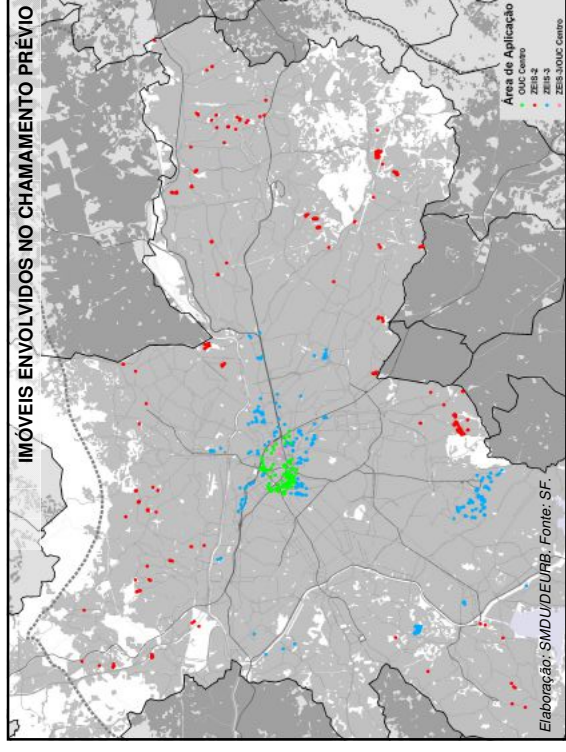 IMÓVEIS ENVOLVIDOS NO CHAMAMENTO PRÉVIO
Área de Aplicação
OUC Centro
ZEIS-2
ZEIS-3
ZEIS-3/OUC Centro
Elaboração: SMDU/DEURB. Fonte: SF.